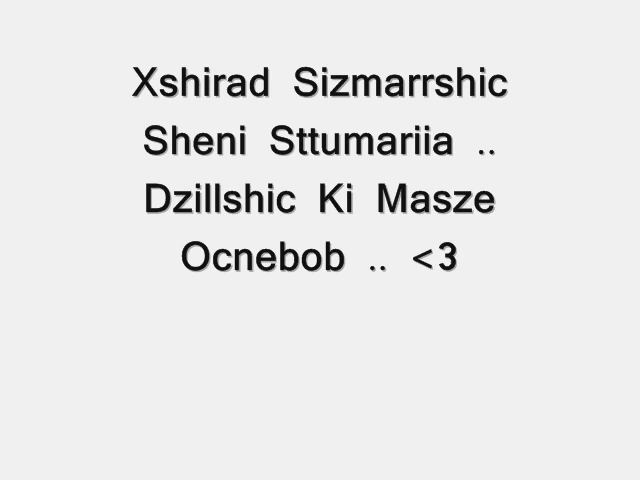 Xshirad Sizmarrshic
Sheni Sttumariia ..
Dzillshic Ki Masze
Ocnebob .. <3